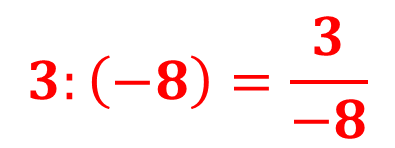 3: (−8) = 3/−8